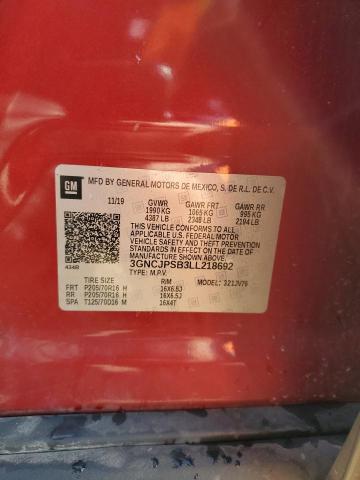 GM
MFD BY GENERAL MOTORS DE MEXICO, S. DE R.L. DE C.V.
11/19 GVWR GAWR FRT GAWR RR
1990 KG 1065 KG 995 KG
4387 LB 2348 LB 2194 LB
THIS VEHICLE CONFORMS TO ALL
APPLICABLE U.S. FEDERAL MOTOR
VEHICLE SAFETY, BUMPER, AND THEFT
PREVENTION STANDARDS IN EFFECT
ON THE DATE OF
MANUFACTURE SHOWN ABOVE.
3GNCJPSB3LL218692
434B TYPE: M.P.V. MODEL: 321JV76
TIRE SIZE RIM
FRT P205/70R16 H 16X6.5J
RR P205/70R16 H 16X6.5J
SPA T125/70D16 M 16X4T